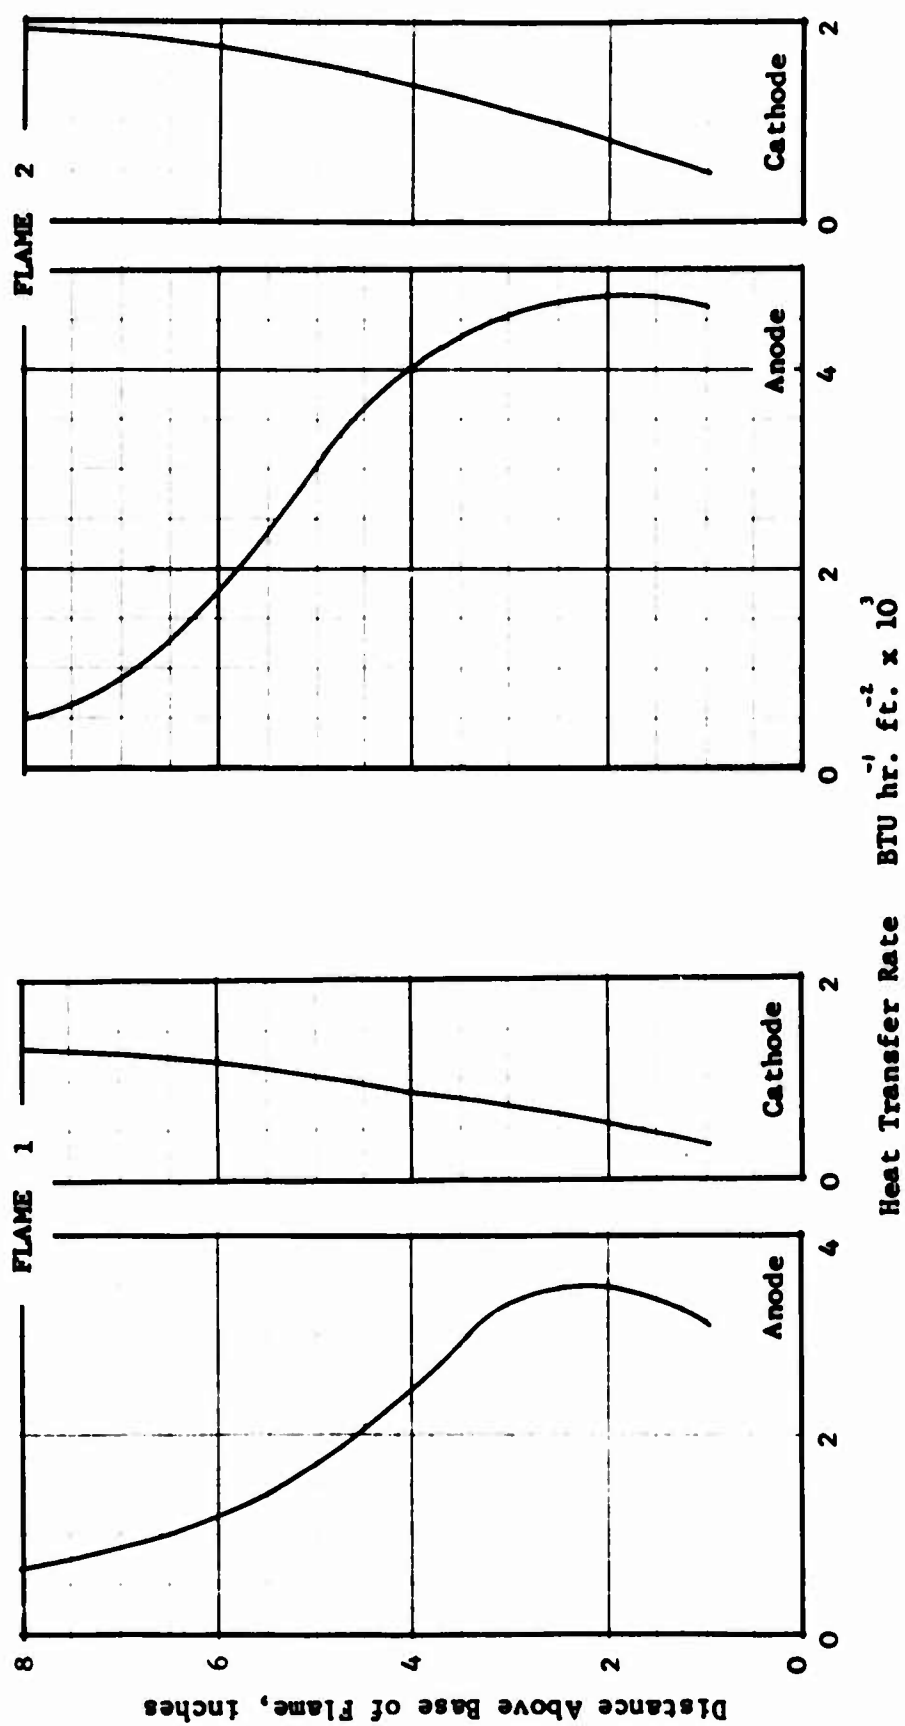 FLAME 1
FLAME 2
Distance Above Base of Flame, inches
8
6
4
2
0
Anode
0 2 4
Cathode
0 2
Anode
0 2 4
Cathode
0 2
Heat Transfer Rate BTU hr.⁻¹ ft.⁻² x 10³